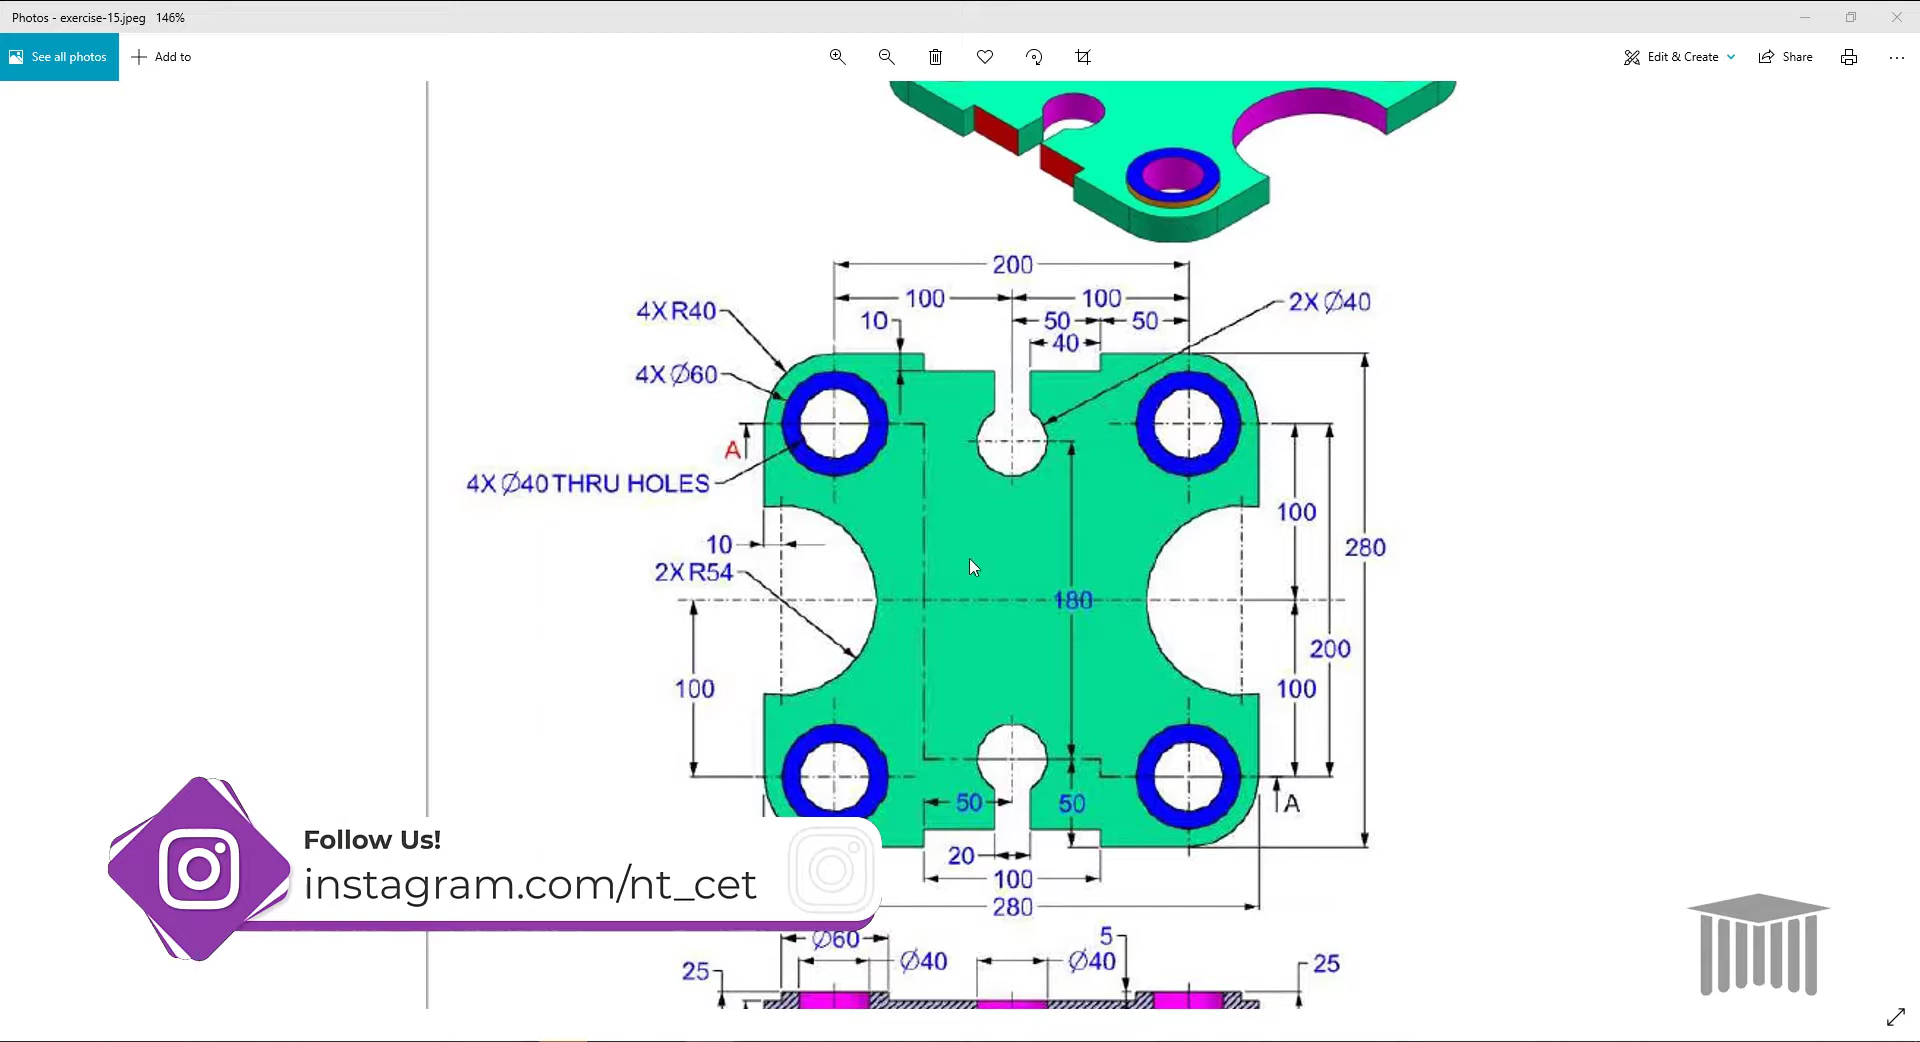 Photos - exercise-15.jpeg 146%
See all photos
Add to
Edit & Create
Share
200
100
100
4X R40
10
50
50
2X Ø40
40
4X Ø60
A
4X Ø40 THRU HOLES
100
10
280
2X R54
180
200
100
100
50
50
A
20
100
280
Follow Us!
instagram.com/nt_cet
Ø60
5
Ø40
Ø40
25
25